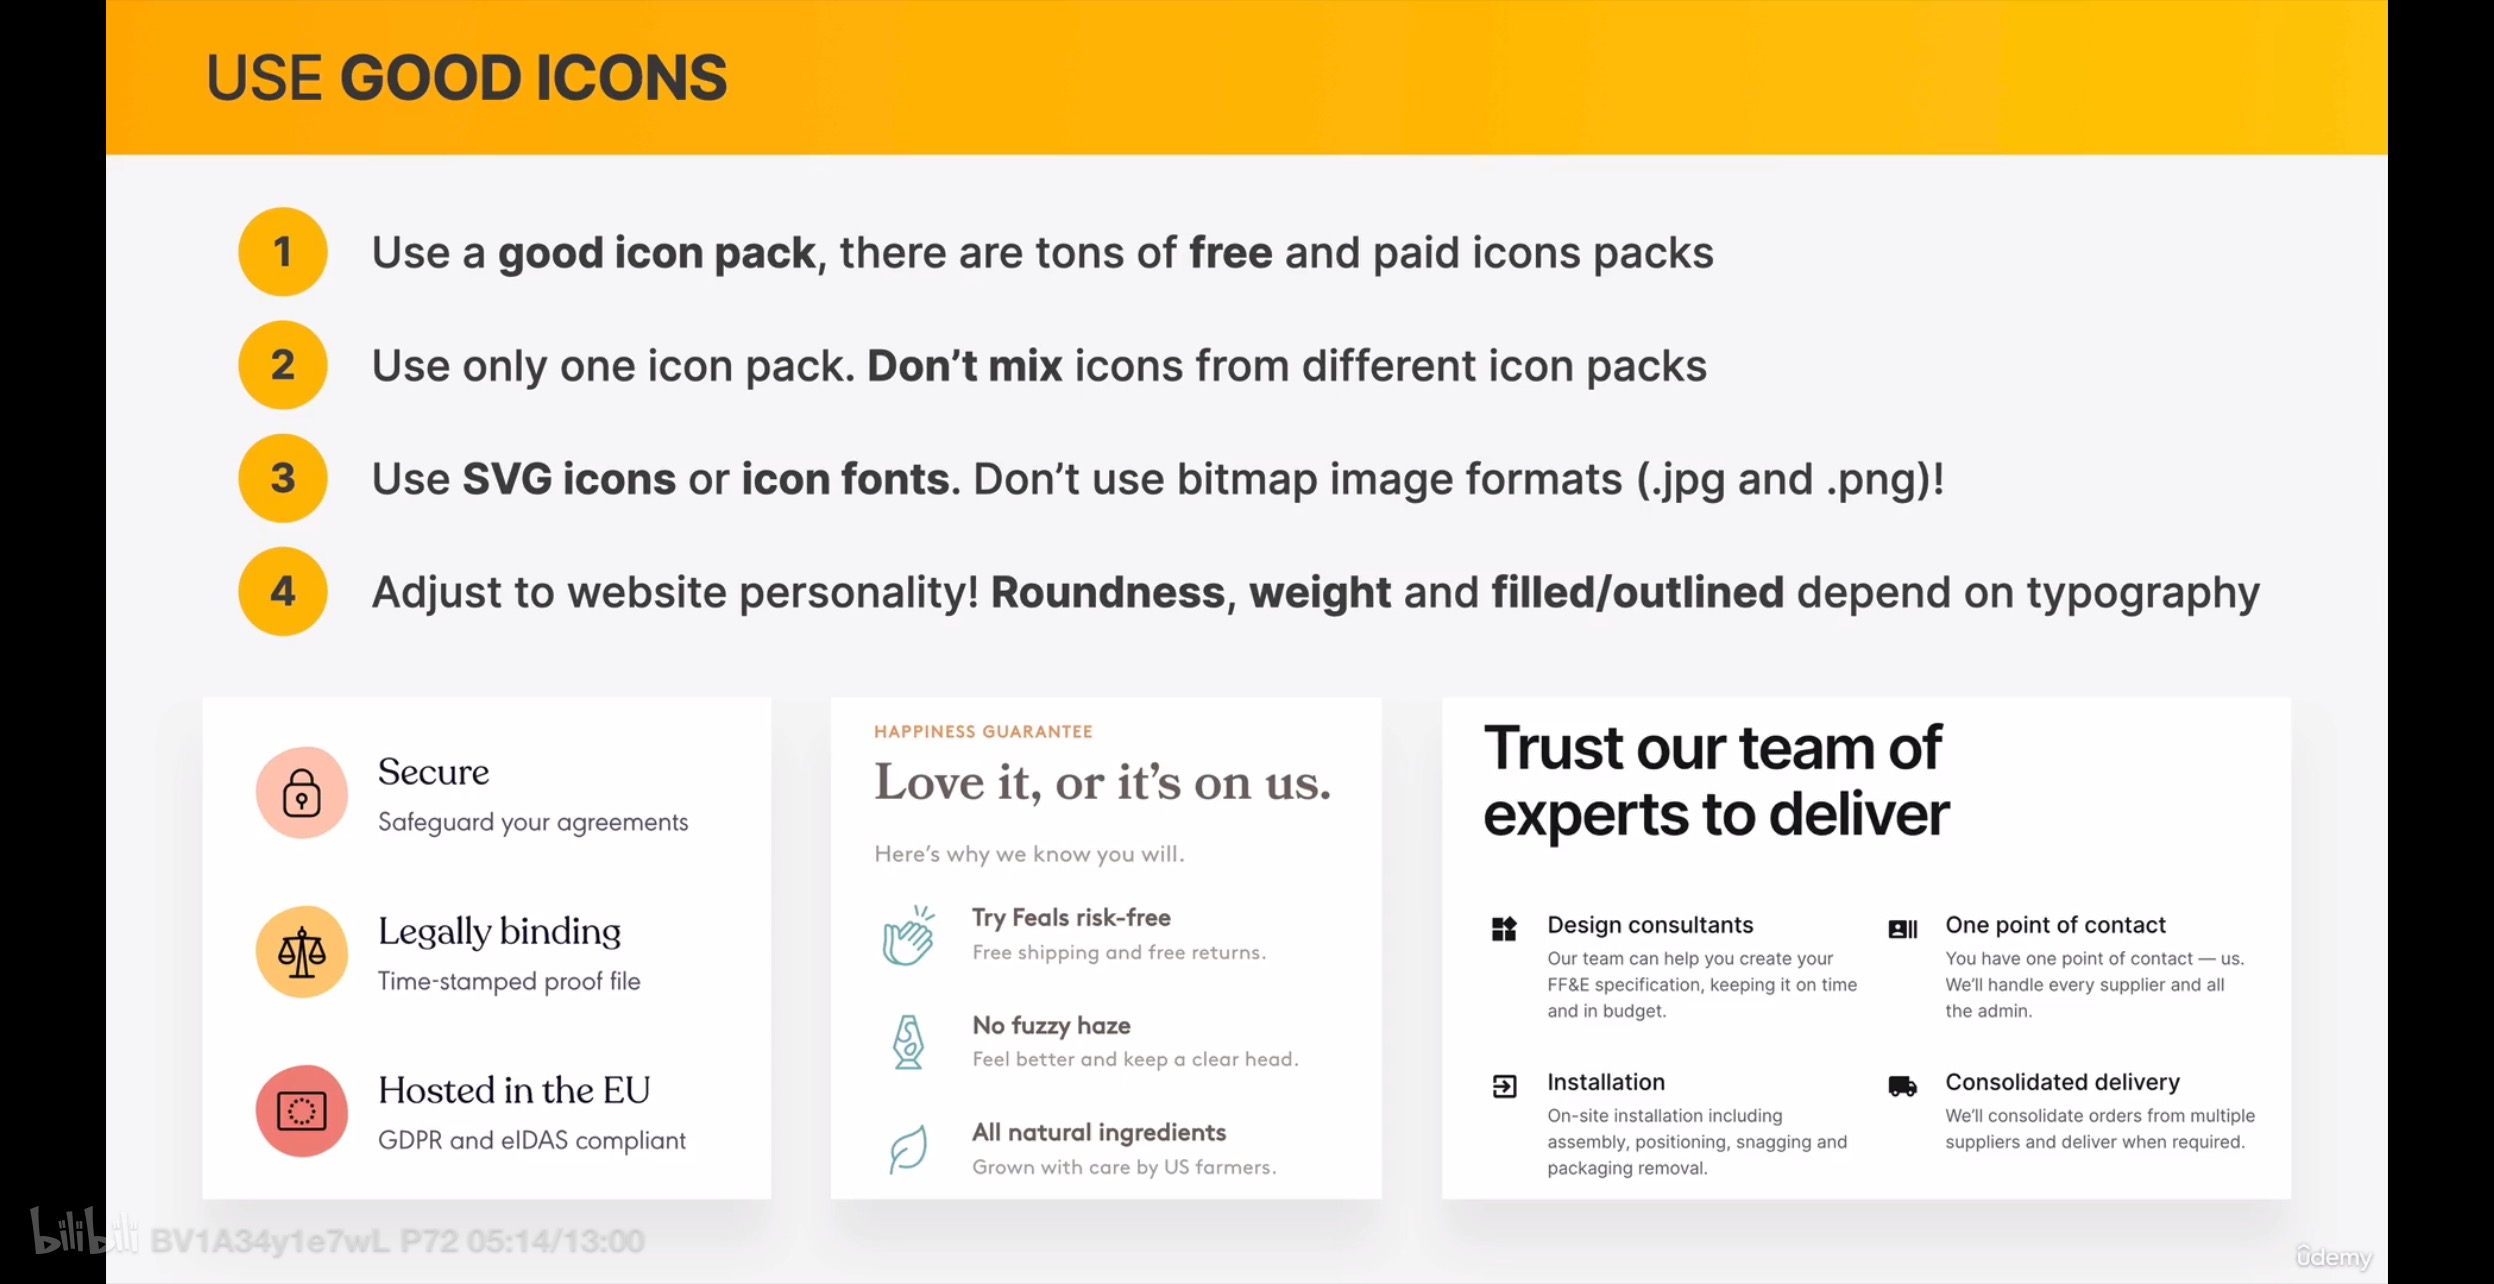 USE GOOD ICONS
1 Use a good icon pack, there are tons of free and paid icons packs
2 Use only one icon pack. Don't mix icons from different icon packs
3 Use SVG icons or icon fonts. Don't use bitmap image formats (.jpg and .png)!
4 Adjust to website personality! Roundness, weight and filled/outlined depend on typography
Secure
Safeguard your agreements
Legally binding
Time-stamped proof file
Hosted in the EU
GDPR and eIDAS compliant
HAPPINESS GUARANTEE
Love it, or it's on us.
Here's why we know you will.
Try Feals risk-free
Free shipping and free returns.
No fuzzy haze
Feel better and keep a clear head.
All natural ingredients
Grown with care by US farmers.
Trust our team of
experts to deliver
Design consultants
Our team can help you create your
FF&E specification, keeping it on time
and in budget.
One point of contact
You have one point of contact — us.
We'll handle every supplier and all
the admin.
Installation
On-site installation including
assembly, positioning, snagging and
packaging removal.
Consolidated delivery
We'll consolidate orders from multiple
suppliers and deliver when required.
bilibili BV1A34y1e7wL P72 05:14/13:00
ûdemy